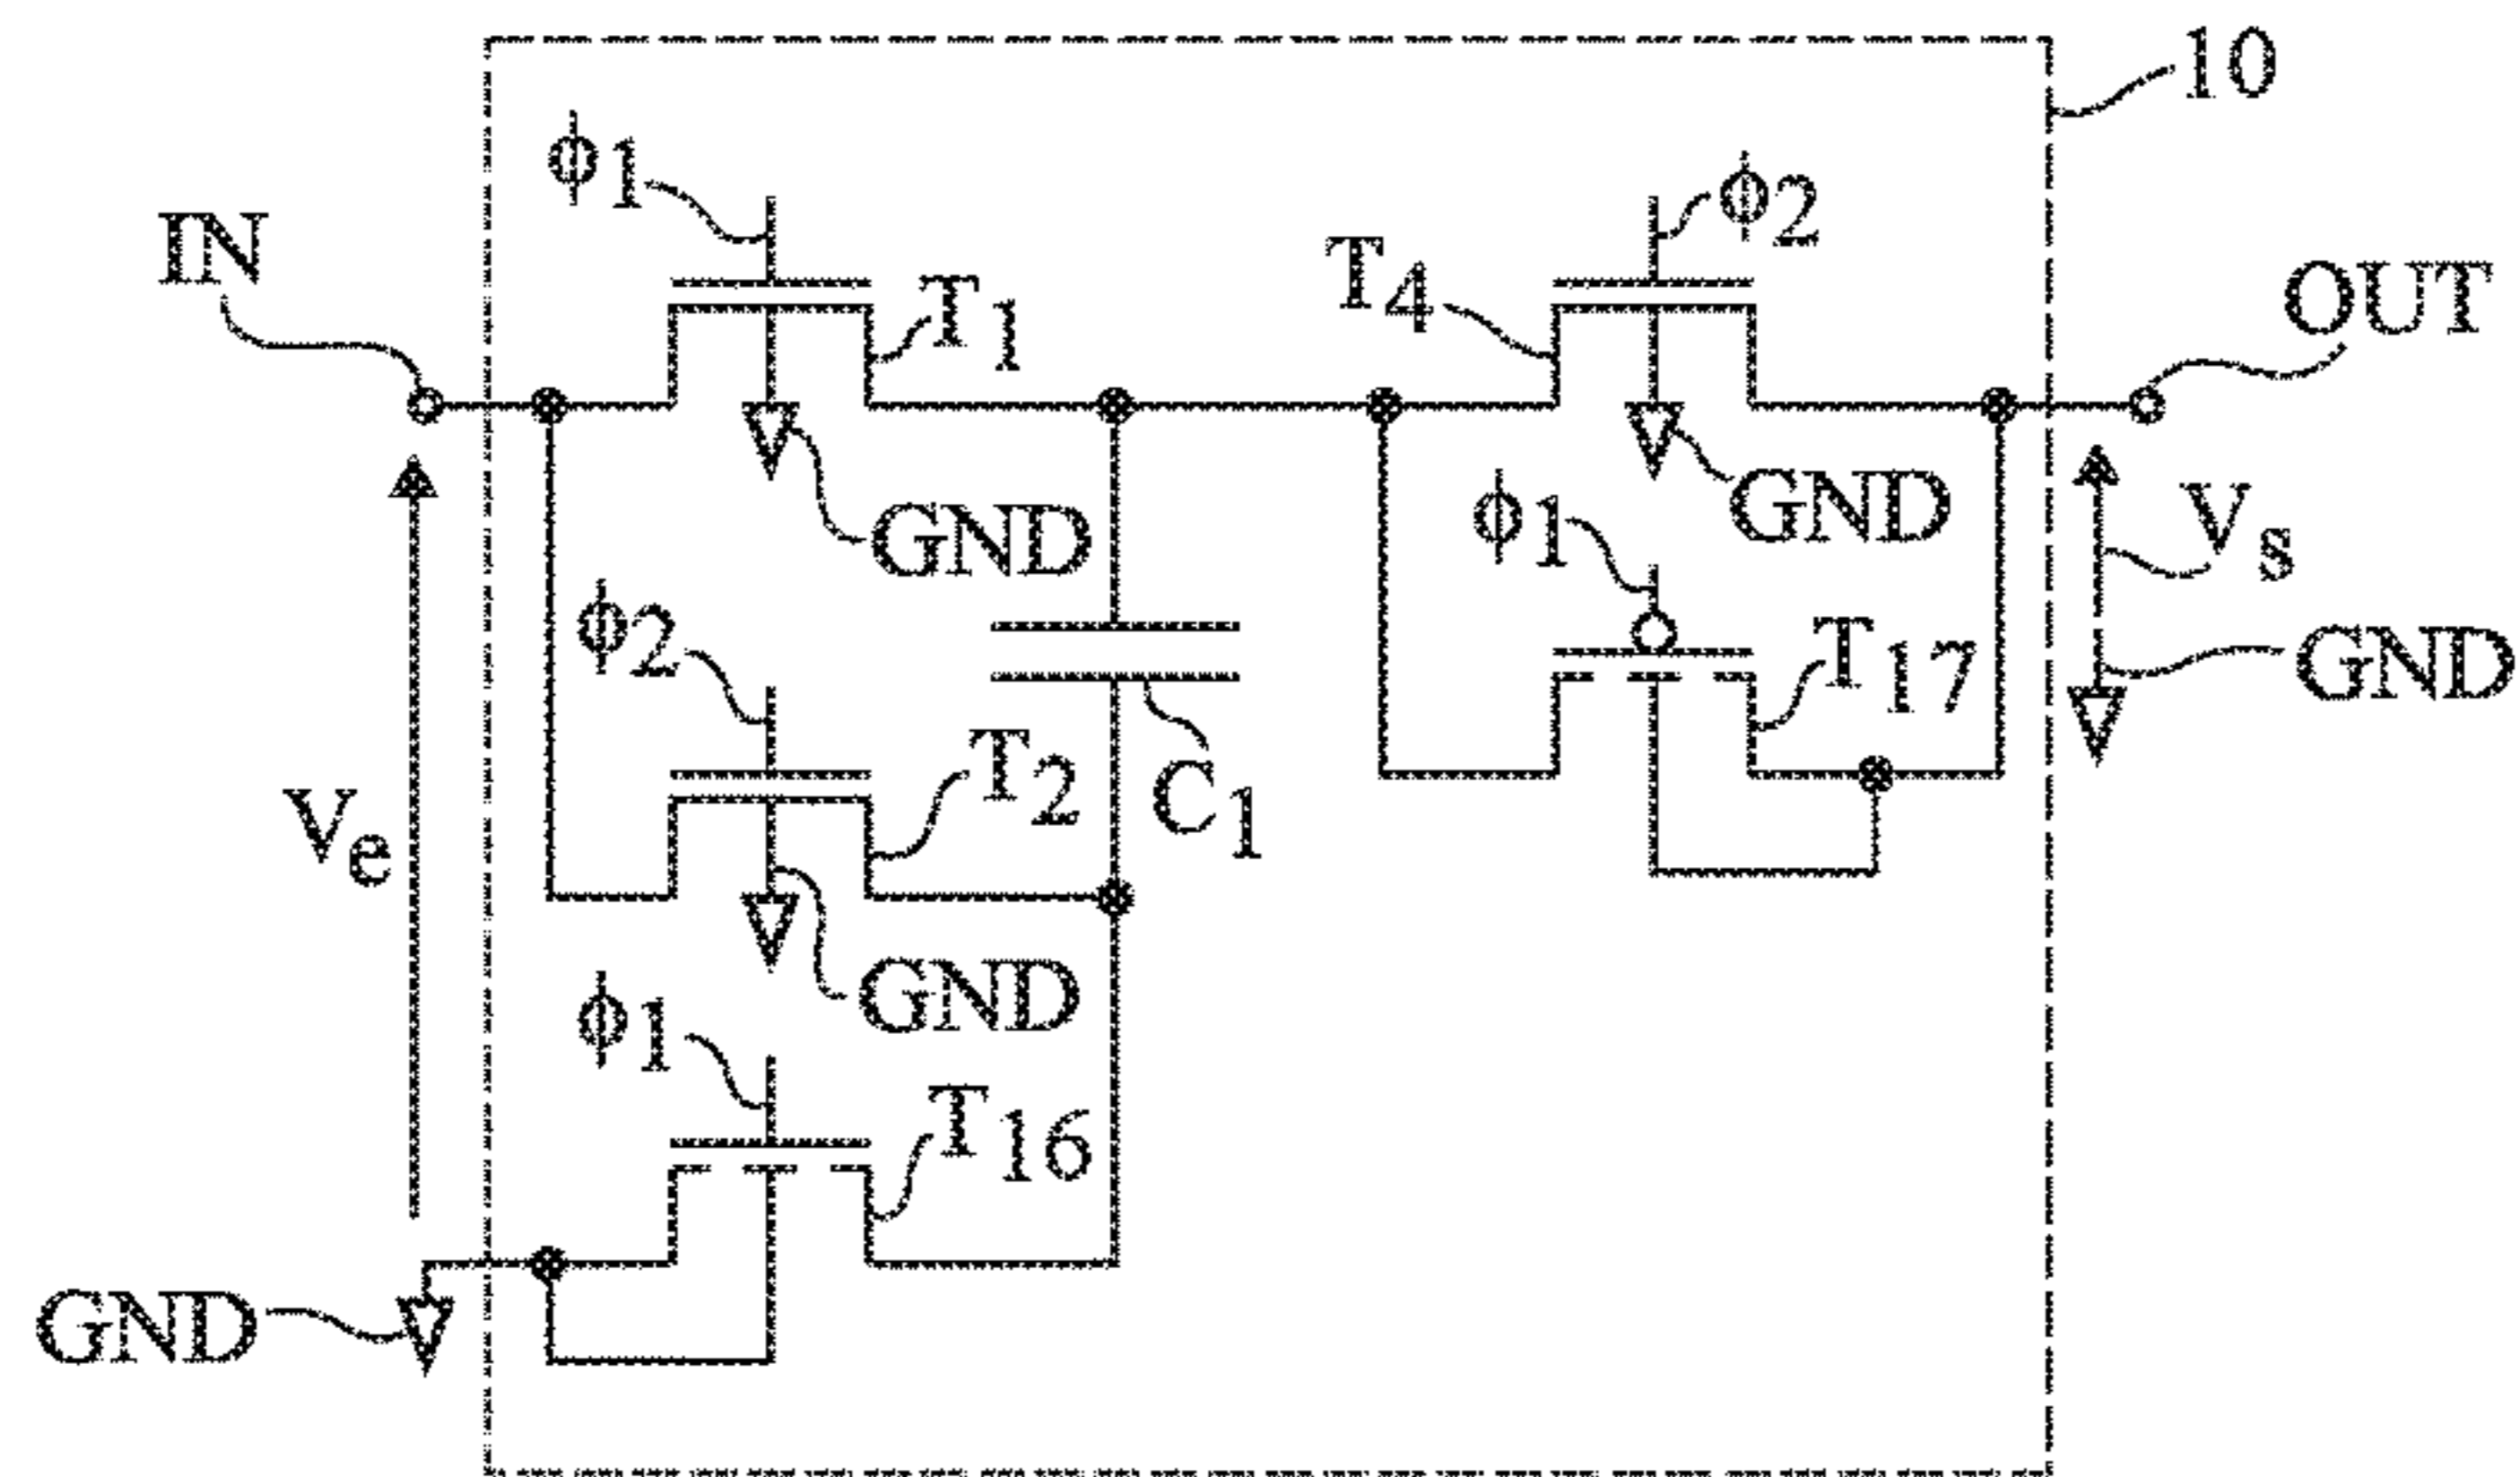 10
ϕ1
ϕ2
IN
T1
T4
OUT
GND
GND
ϕ1
Vs
ϕ2
T17
GND
T2
C1
Ve
GND
ϕ1
T16
GND